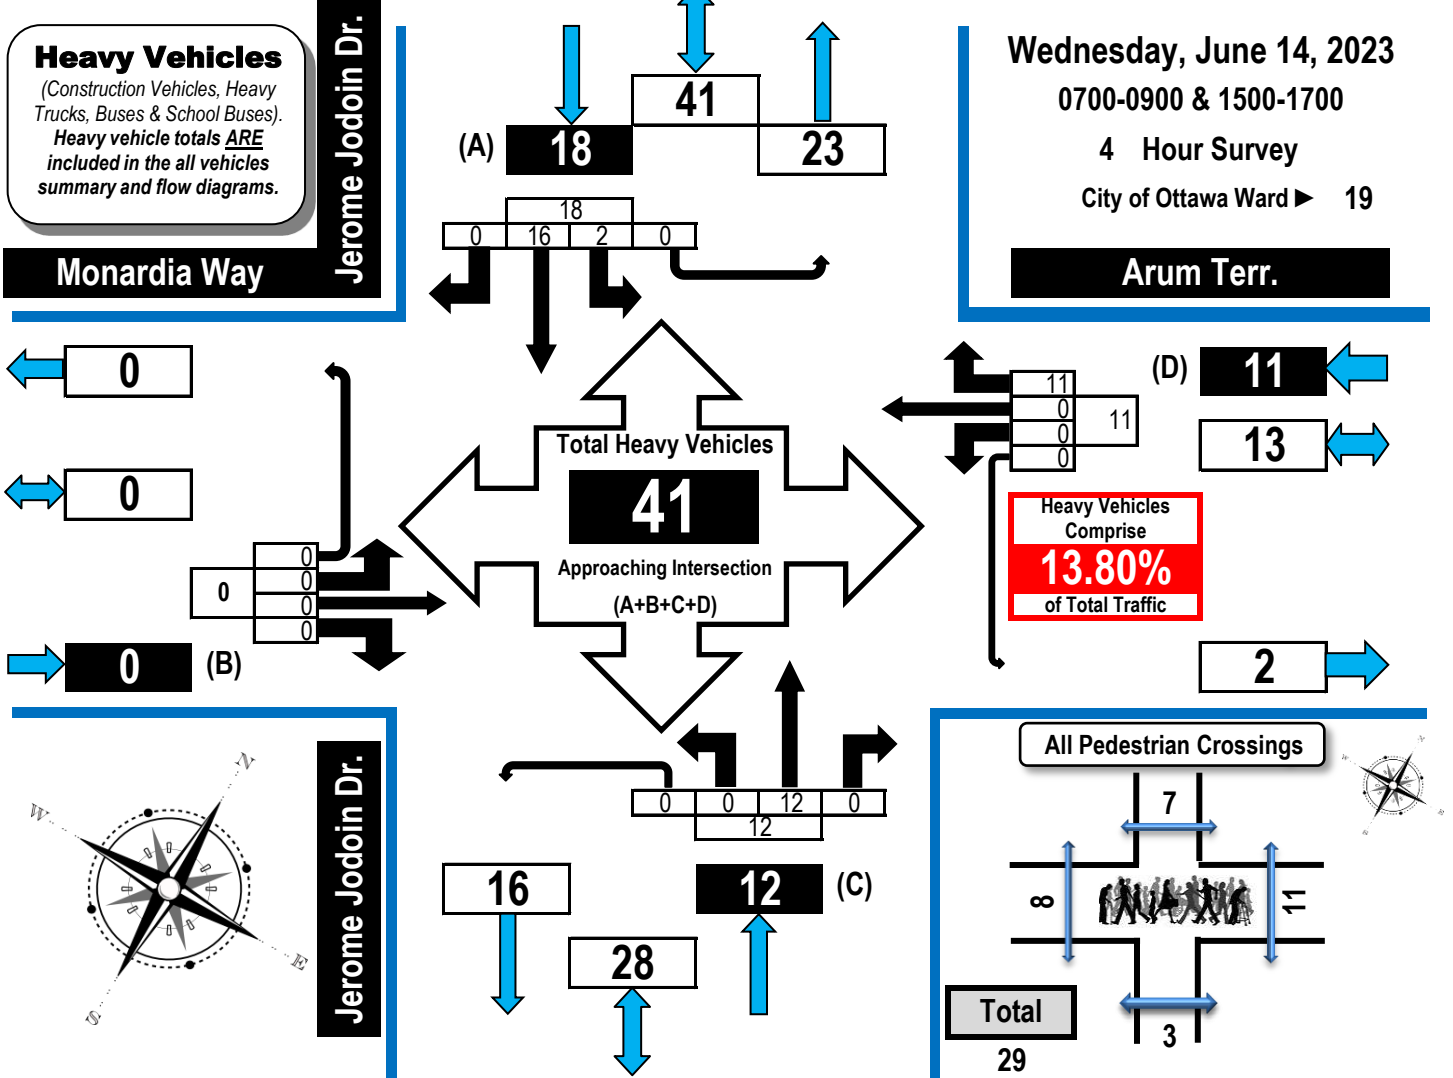 Heavy Vehicles
(Construction Vehicles, Heavy
Trucks, Buses & School Buses).
Heavy vehicle totals ARE
included in the all vehicles
summary and flow diagrams.
Jerome Jodoin Dr.
Monardia Way
41
(A) 18
23
18
0 16 2 0
Wednesday, June 14, 2023
0700-0900 & 1500-1700
4 Hour Survey
City of Ottawa Ward ► 19
Arum Terr.
0
0
0
0
0
0
0
0 (B)
Total Heavy Vehicles
41
Approaching Intersection
(A+B+C+D)
11
0
0
0
11
(D) 11
13
Heavy Vehicles
Comprise
13.80%
of Total Traffic
2
N
W
E
S
Jerome Jodoin Dr.
0 0 12 0
12
16
12 (C)
28
All Pedestrian Crossings
N
W
E
S
7
8
11
3
Total
29